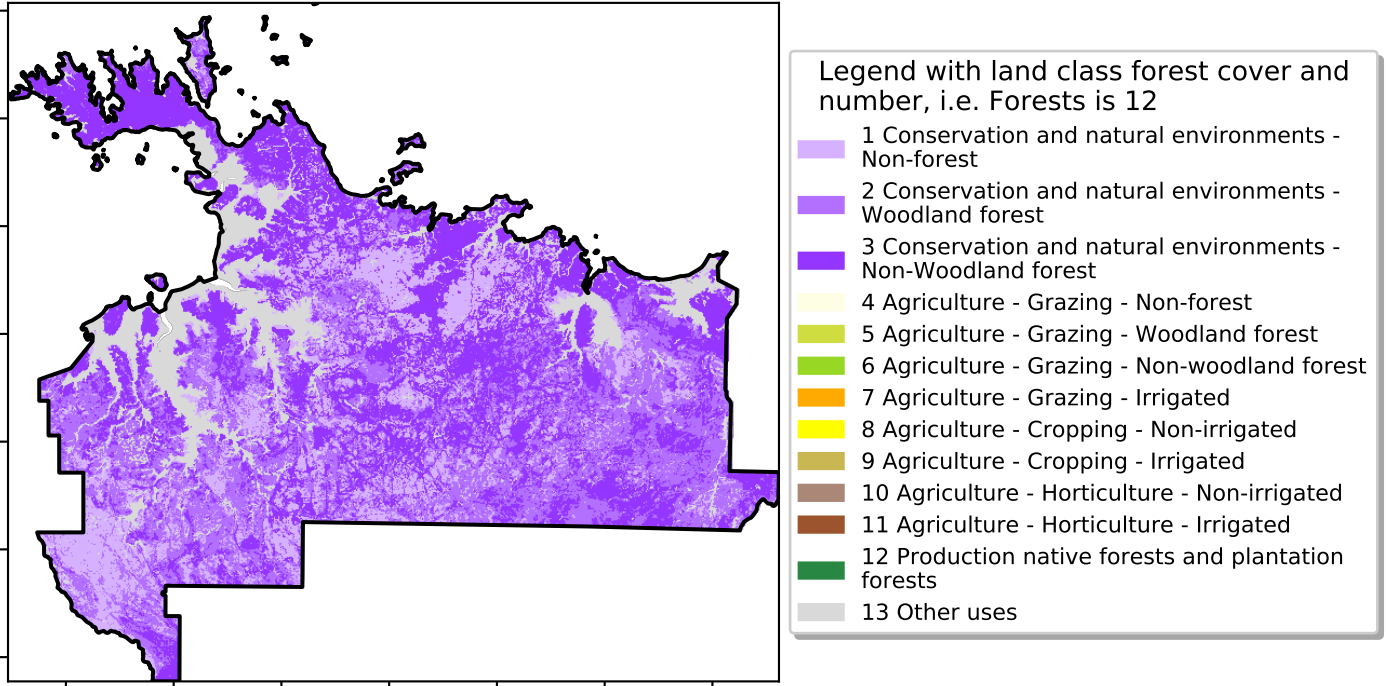 Legend with land class forest cover and
number, i.e. Forests is 12
1 Conservation and natural environments -
Non-forest
2 Conservation and natural environments -
Woodland forest
3 Conservation and natural environments -
Non-Woodland forest
4 Agriculture - Grazing - Non-forest
5 Agriculture - Grazing - Woodland forest
6 Agriculture - Grazing - Non-woodland forest
7 Agriculture - Grazing - Irrigated
8 Agriculture - Cropping - Non-irrigated
9 Agriculture - Cropping - Irrigated
10 Agriculture - Horticulture - Non-irrigated
11 Agriculture - Horticulture - Irrigated
12 Production native forests and plantation
forests
13 Other uses